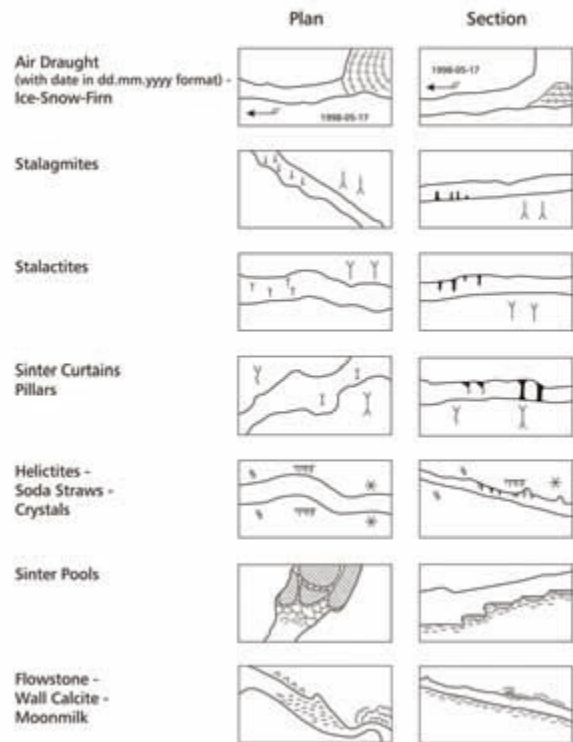 Plan
Section
Air Draught
(with date in dd.mm.yyyy format) -
Ice-Snow-Firn
1998-05-17
1998-05-17
Stalagmites
Stalactites
Sinter Curtains
Pillars
Helictites -
Soda Straws -
Crystals
Sinter Pools
Flowstone -
Wall Calcite -
Moonmilk